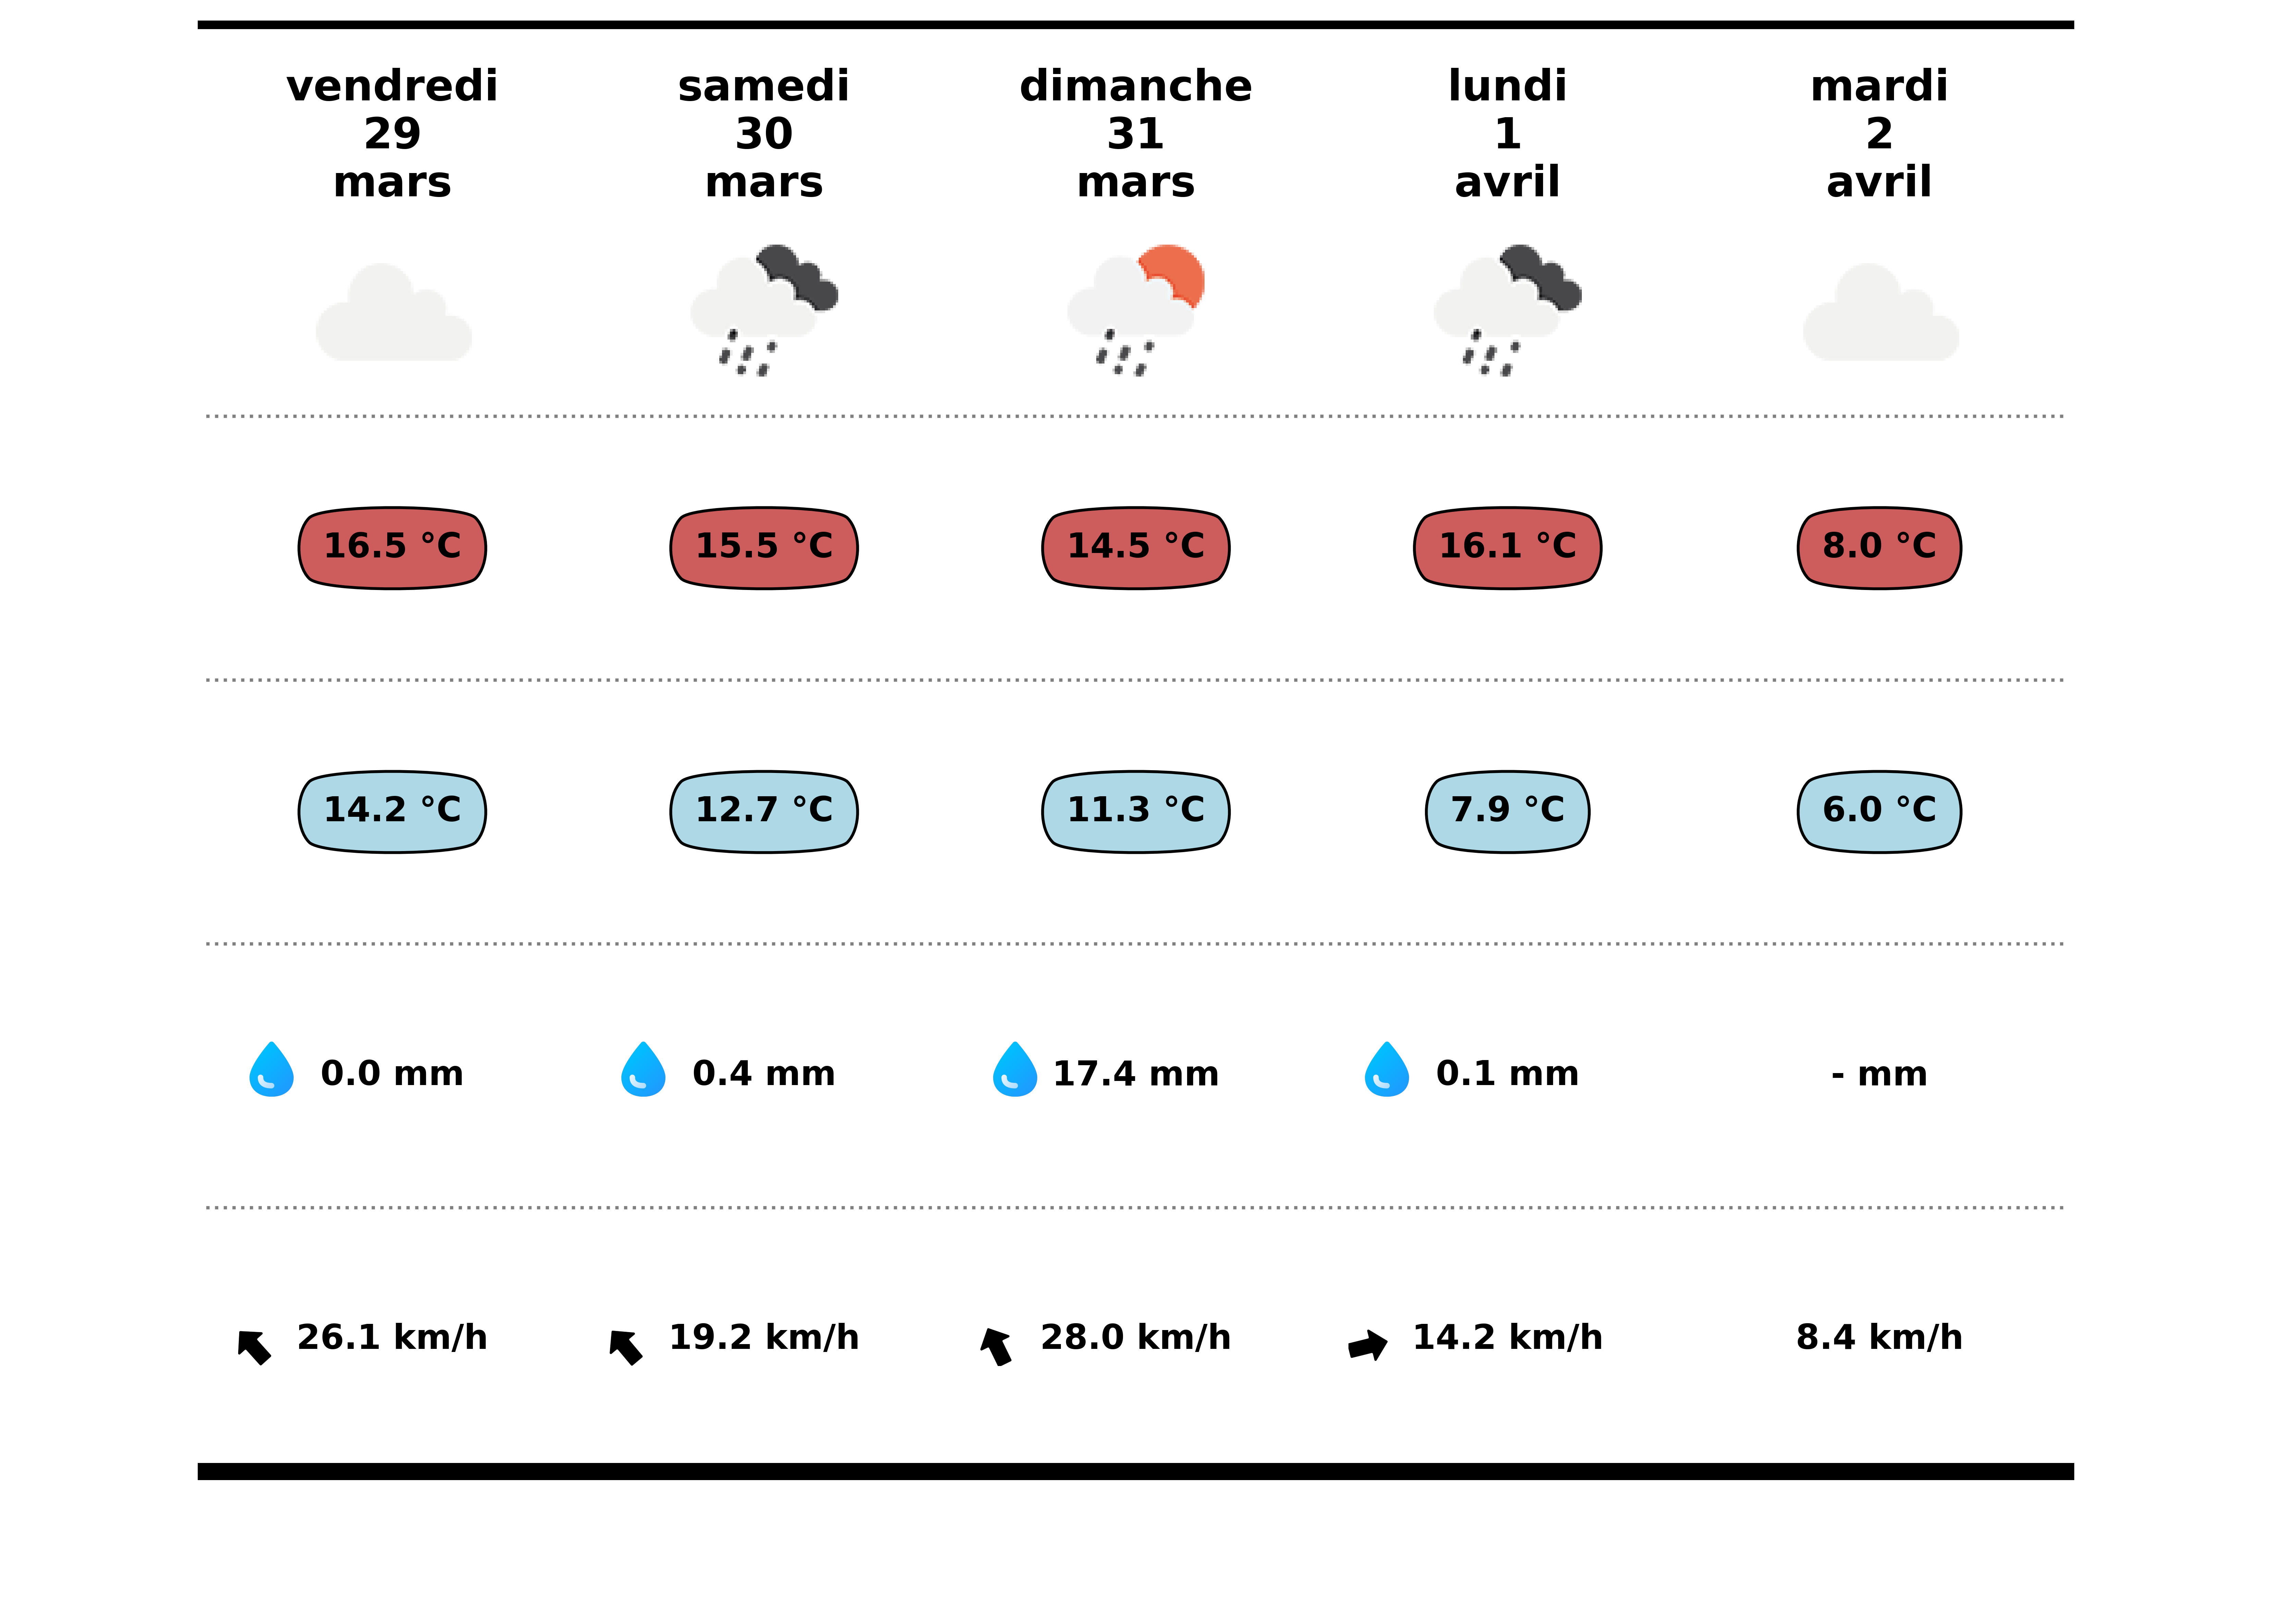 vendredi
29
mars
samedi
30
mars
dimanche
31
mars
lundi
1
avril
mardi
2
avril
16.5 °C
15.5 °C
14.5 °C
16.1 °C
8.0 °C
14.2 °C
12.7 °C
11.3 °C
7.9 °C
6.0 °C
0.0 mm
0.4 mm
17.4 mm
0.1 mm
- mm
26.1 km/h
19.2 km/h
28.0 km/h
14.2 km/h
8.4 km/h